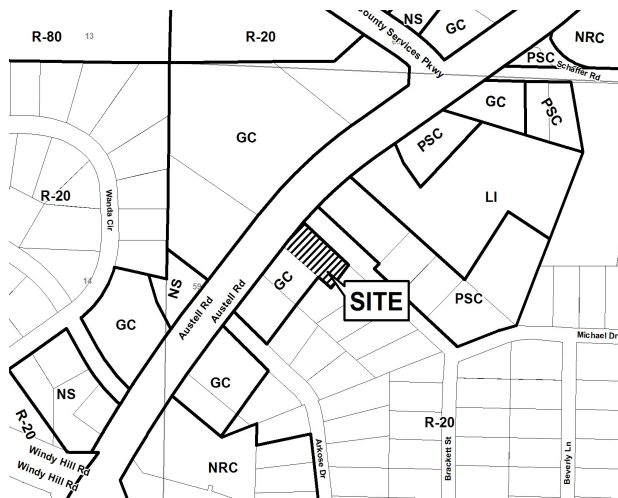 R-80
13
R-20
County Services Pkwy
NS
GC
NRC
PSC
Schaffer Rd
GC
GC
PSC
PSC
R-20
Wanda Cir
LI
14
NS
59
GC
SITE
PSC
GC
Austell Rd
Austell Rd
Michael Dr
GC
NS
R-20
R-20
Windy Hill Rd
Windy Hill Rd
NRC
Arkose Dr
Brackett St
Beverly Ln